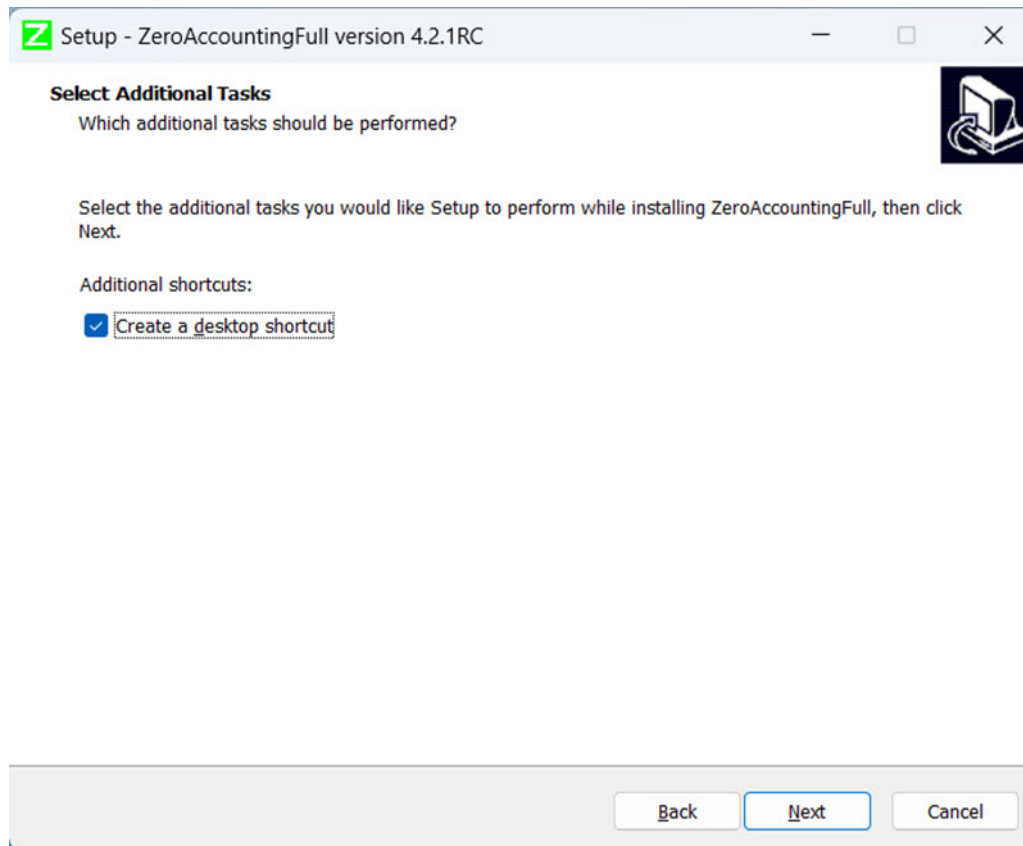 Z Setup - ZeroAccountingFull version 4.2.1RC
Select Additional Tasks
Which additional tasks should be performed?
Select the additional tasks you would like Setup to perform while installing ZeroAccountingFull, then click
Next.
Additional shortcuts:
Create a desktop shortcut
Back Next Cancel